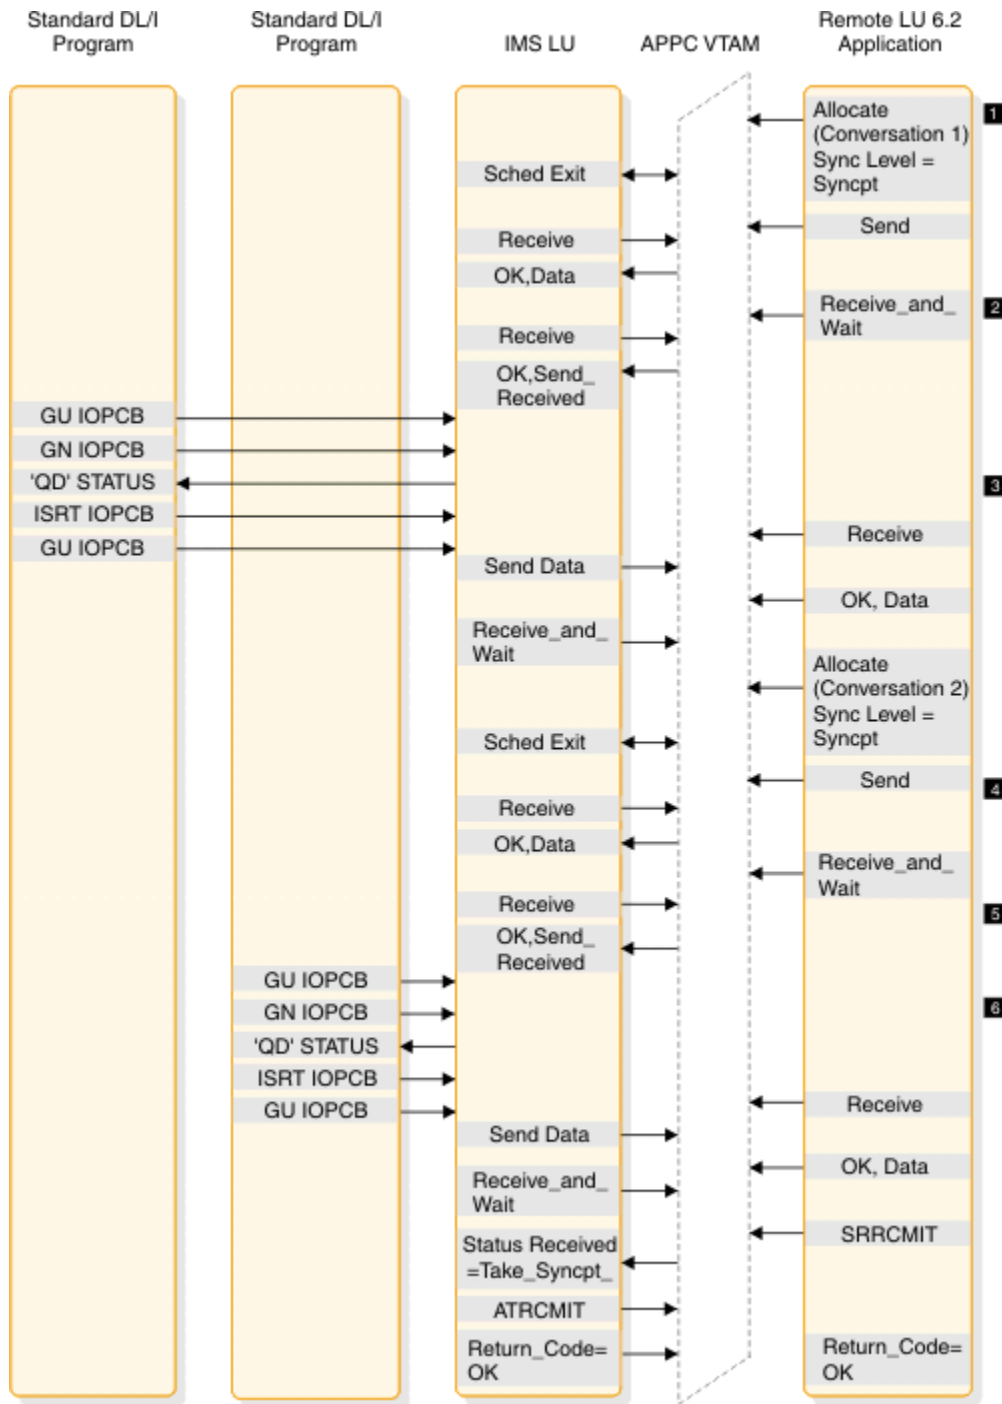 Standard DL/I
Program
Standard DL/I
Program
IMS LU
APPC VTAM
Remote LU 6.2
Application
Allocate
(Conversation 1)
Sync Level =
Syncpt
1
Sched Exit
Send
Receive
OK,Data
Receive_and_
Wait
2
Receive
OK,Send_
Received
GU IOPCB
GN IOPCB
'QD' STATUS
3
ISRT IOPCB
GU IOPCB
Receive
Send Data
OK, Data
Receive_and_
Wait
Allocate
(Conversation 2)
Sync Level =
Syncpt
Sched Exit
Send
4
Receive
OK,Data
Receive_and_
Wait
Receive
5
OK,Send_
Received
GU IOPCB
GN IOPCB
6
'QD' STATUS
ISRT IOPCB
GU IOPCB
Receive
Send Data
OK, Data
Receive_and_
Wait
SRRCMIT
Status Received
=Take_Syncpt_
ATRCMIT
Return_Code=
OK
Return_Code=
OK